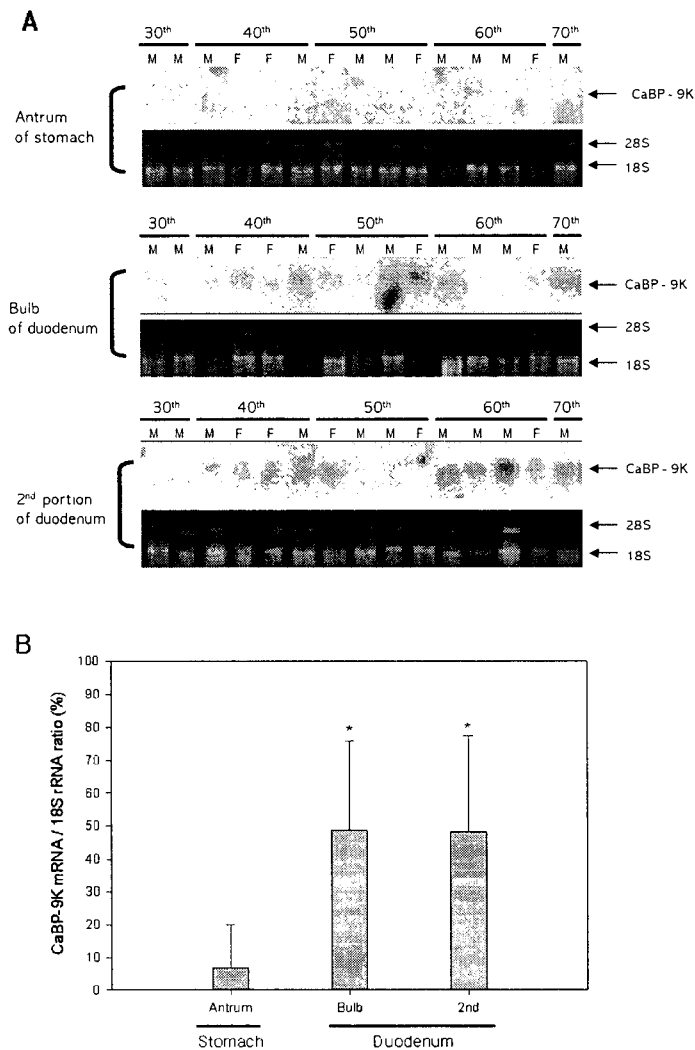 A
30th 40th 50th 60th 70th
M M M F F M F M M F M M M F M
CaBP - 9K
Antrum
of stomach
28S
18S
30th 40th 50th 60th 70th
M M M F F M F M M F M M M F M
CaBP - 9K
Bulb
of duodenum
28S
18S
30th 40th 50th 60th 70th
M M M F F M F M M F M M M F M
CaBP - 9K
2nd portion
of duodenum
28S
18S
B
CaBP-9K mRNA / 18S rRNA ratio (%)
100
90
80
70
60
50
40
30
20
10
0
* *
Antrum Bulb 2nd
Stomach Duodenum